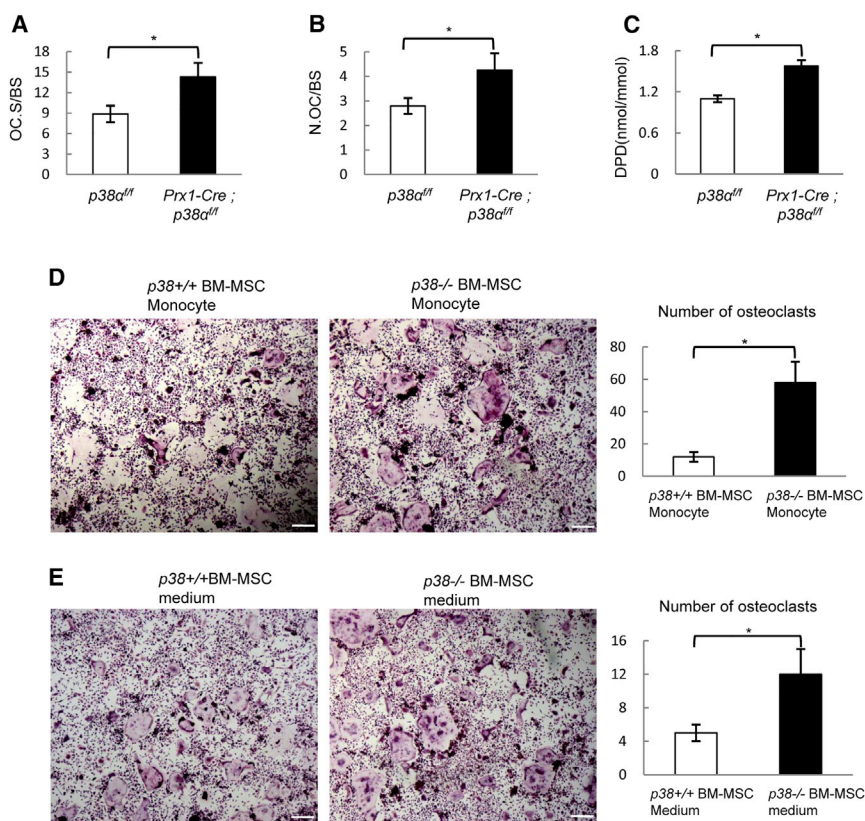 A
18
15
12
9
6
3
0
OC.S/BS
*
p38αf/f
Prx1-Cre ;
p38αf/f
B
5
4
3
2
1
0
N.OC/BS
*
p38αf/f
Prx1-Cre ;
p38αf/f
C
1.8
1.2
0.6
0
DPD(nmol/mmol)
*
p38αf/f
Prx1-Cre ;
p38αf/f
D
p38+/+ BM-MSC
Monocyte
p38-/- BM-MSC
Monocyte
Number of osteoclasts
80
60
40
20
0
*
p38+/+ BM-MSC
Monocyte
p38-/- BM-MSC
Monocyte
E
p38+/+BM-MSC
medium
p38-/- BM-MSC
medium
Number of osteoclasts
16
12
8
4
0
*
p38+/+ BM-MSC
Medium
p38-/- BM-MSC
medium